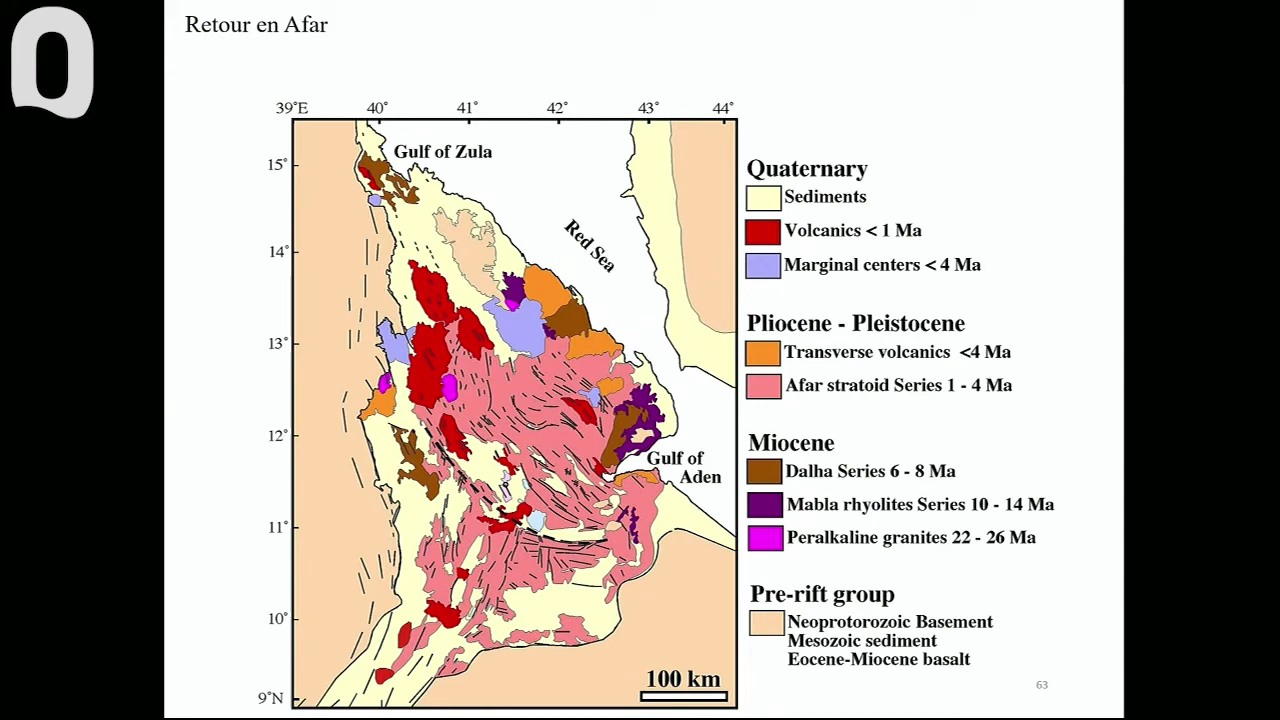 Retour en Afar
39°E 40° 41° 42° 43° 44°
15°
14°
13°
12°
11°
10°
9°N
Gulf of Zula
Red Sea
Gulf of
Aden
100 km
Quaternary
Sediments
Volcanics < 1 Ma
Marginal centers < 4 Ma
Pliocene - Pleistocene
Transverse volcanics <4 Ma
Afar stratoid Series 1 - 4 Ma
Miocene
Dalha Series 6 - 8 Ma
Mabla rhyolites Series 10 - 14 Ma
Peralkaline granites 22 - 26 Ma
Pre-rift group
Neoprotorozoic Basement
Mesozoic sediment
Eocene-Miocene basalt
63